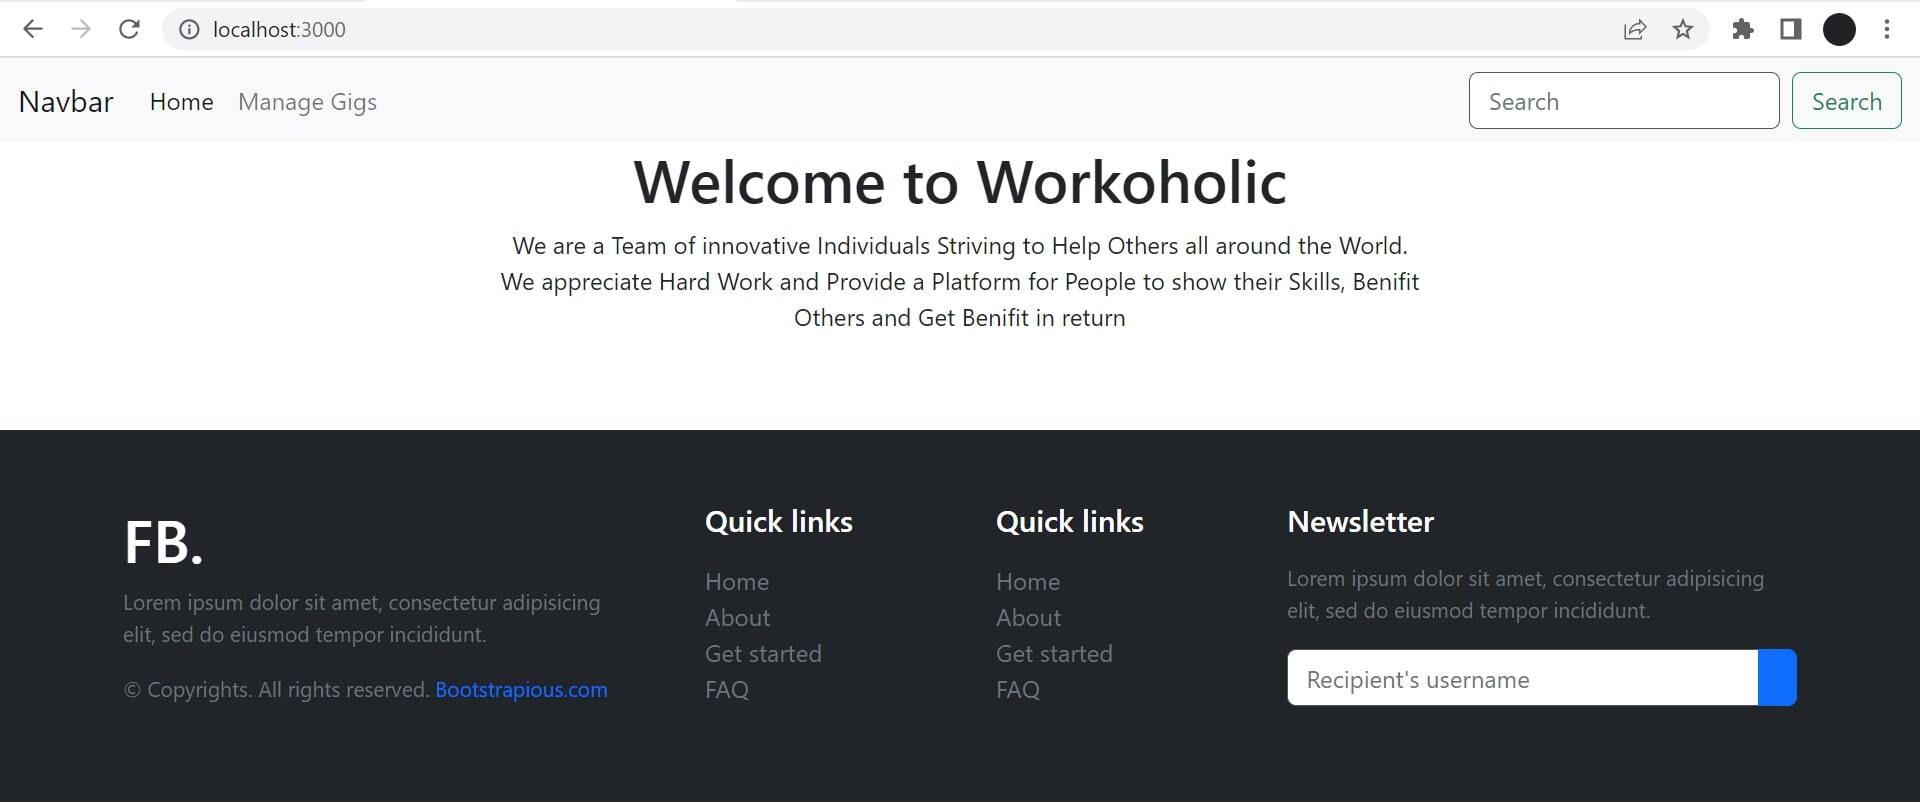 localhost:3000
Navbar Home Manage Gigs Search Search
Welcome to Workoholic
We are a Team of innovative Individuals Striving to Help Others all around the World.
We appreciate Hard Work and Provide a Platform for People to show their Skills, Benifit
Others and Get Benifit in return
FB.
Lorem ipsum dolor sit amet, consectetur adipisicing
elit, sed do eiusmod tempor incididunt.
© Copyrights. All rights reserved. Bootstrapious.com
Quick links
Home
About
Get started
FAQ
Quick links
Home
About
Get started
FAQ
Newsletter
Lorem ipsum dolor sit amet, consectetur adipisicing
elit, sed do eiusmod tempor incididunt.
Recipient's username